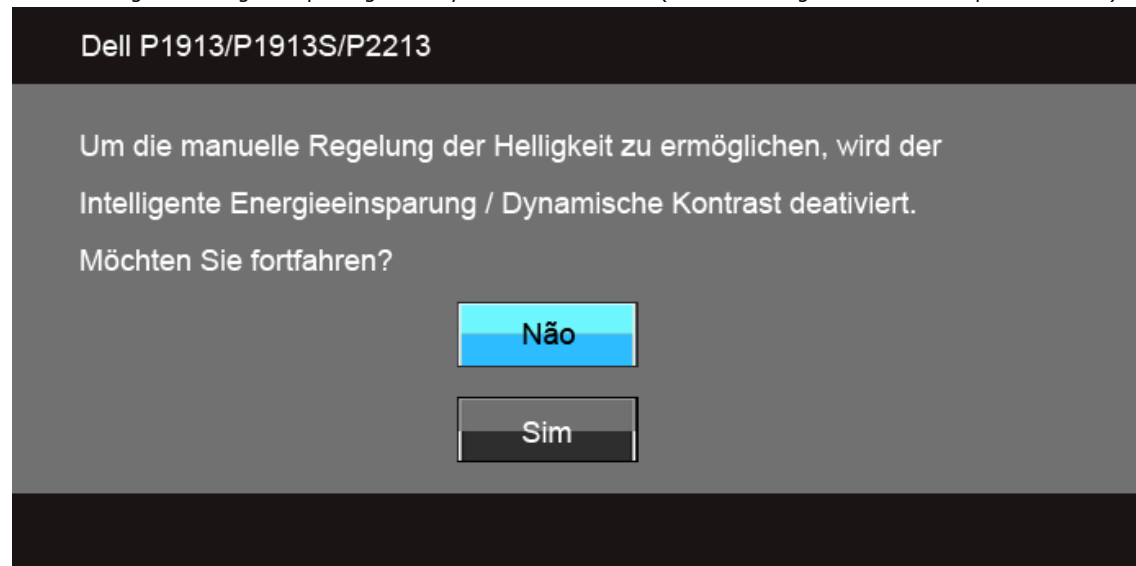 Dell P1913/P1913S/P2213
Um die manuelle Regelung der Helligkeit zu ermöglichen, wird der
Intelligente Energieeinsparung / Dynamische Kontrast deativiert.
Möchten Sie fortfahren?
Não
Sim